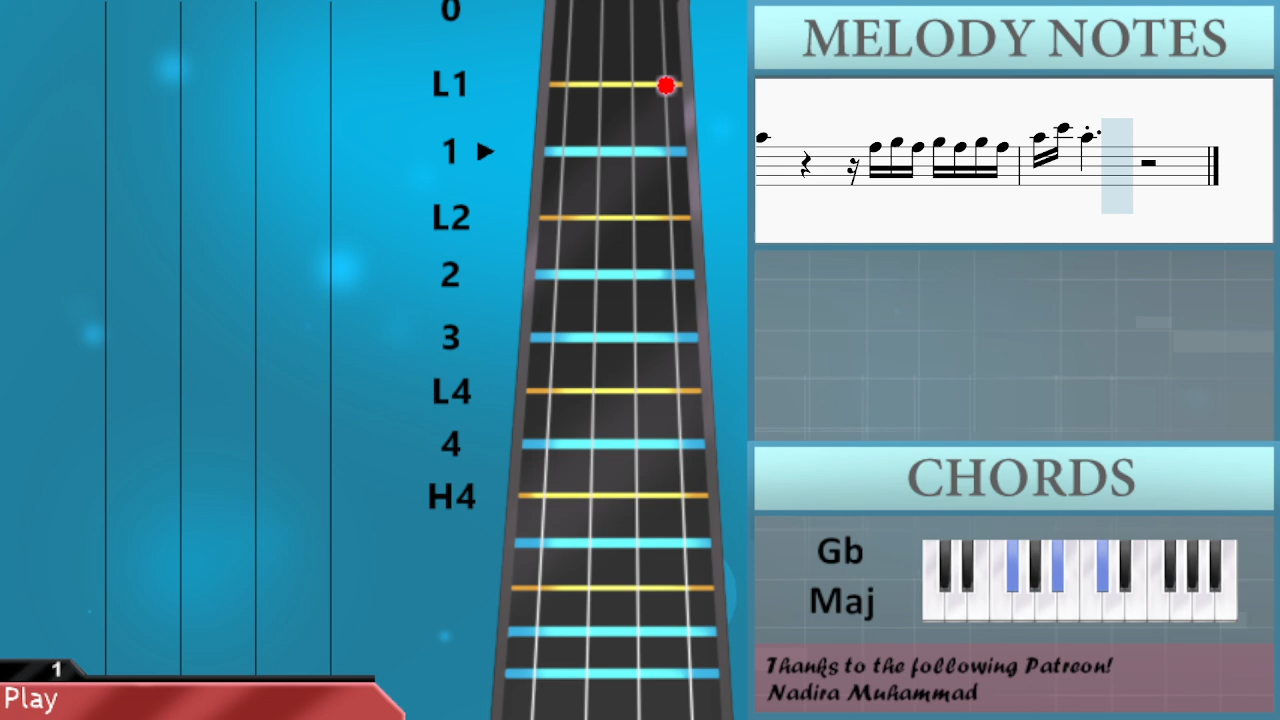 0
L1
1
L2
2
3
L4
4
H4
1
Play
MELODY NOTES
CHORDS
Gb
Maj
Thanks to the following Patreon!
Nadira Muhammad